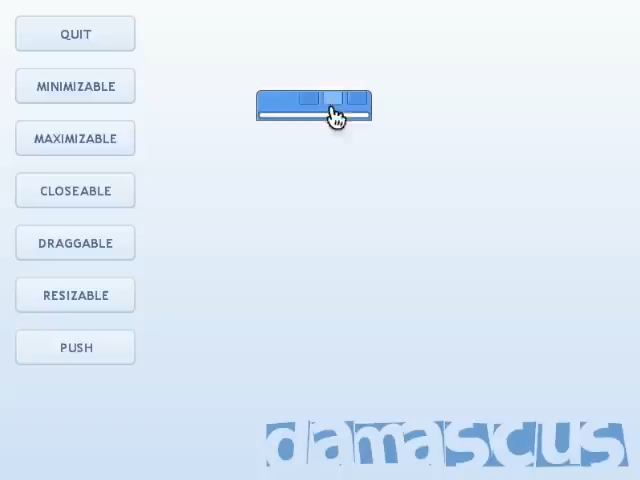 QUIT
MINIMIZABLE
MAXIMIZABLE
CLOSEABLE
DRAGGABLE
RESIZABLE
PUSH
damascus